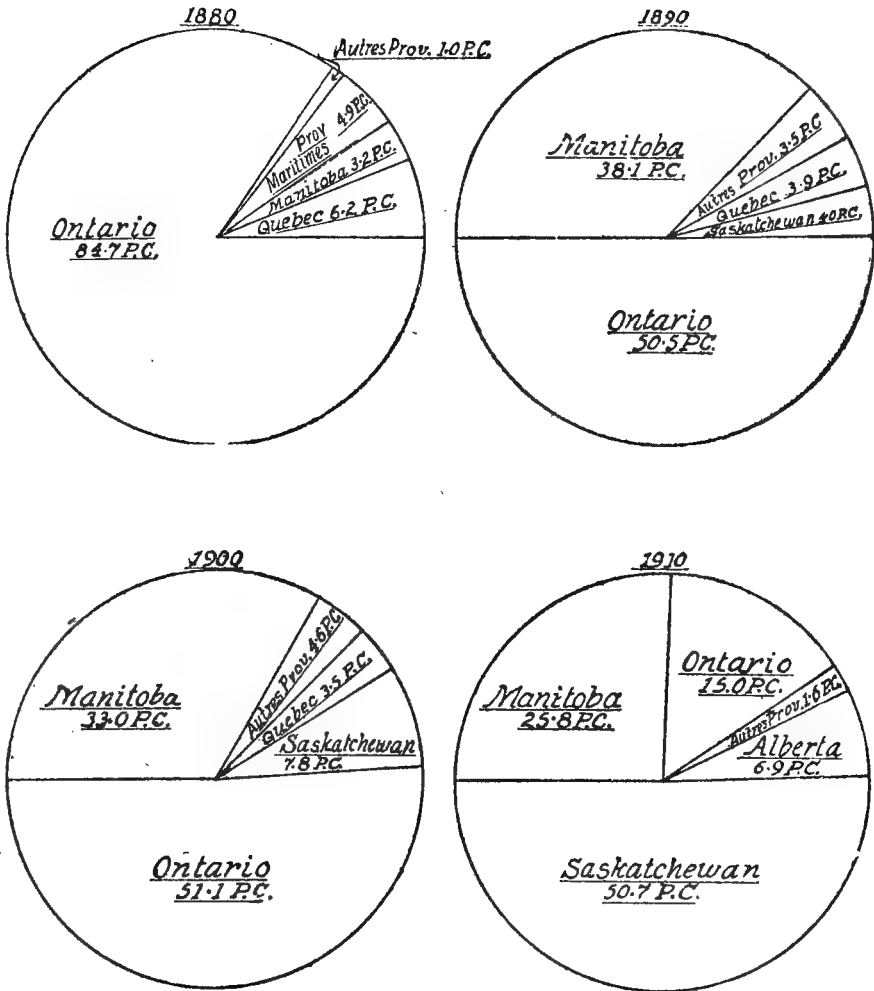 1880
Autres Prov. 1·0 P.C.
Prov
Maritimes
4·9 P.C.
Manitoba 3·2 P.C.
Quebec 6·2 P.C.
Ontario
84·7 P.C.
1890
Manitoba
38·1 P.C.
Autres Prov. 3·5 P.C
Quebec 3·9 P.C.
Saskatchewan 4·0 P.C.
Ontario
50·5 P.C.
1900
Manitoba
33·0 P.C.
Autres Prov. 4·6 P.C
Quebec 3·5 P.C.
Saskatchewan
7·8 P.C.
Ontario
51·1 P.C.
1910
Manitoba
25·8 P.C.
Ontario
15·0 P.C.
Autres Prov. 1·6 P.C.
Alberta
6·9 P.C.
Saskatchewan
50·7 P.C.